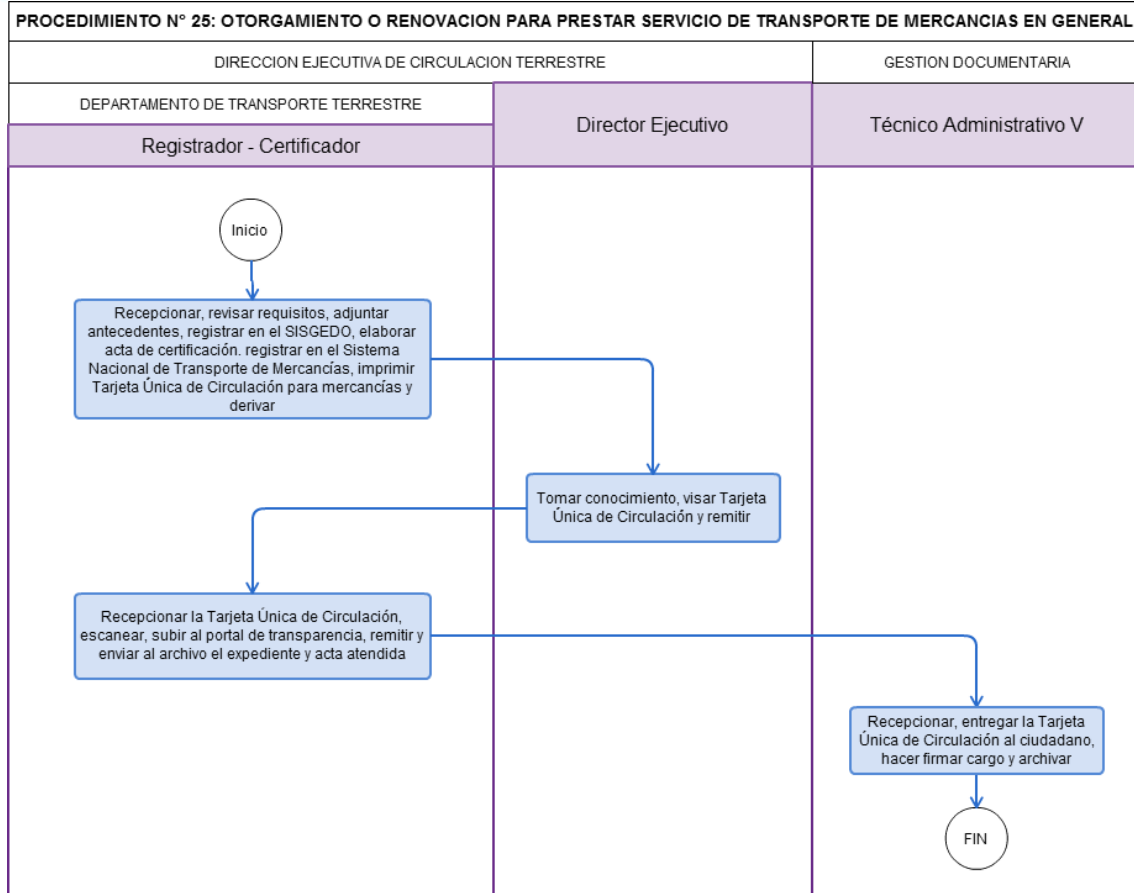 PROCEDIMIENTO N° 25: OTORGAMIENTO O RENOVACION PARA PRESTAR SERVICIO DE TRANSPORTE DE MERCANCIAS EN GENERAL
DIRECCION EJECUTIVA DE CIRCULACION TERRESTRE
GESTION DOCUMENTARIA
DEPARTAMENTO DE TRANSPORTE TERRESTRE
Registrador - Certificador
Director Ejecutivo
Técnico Administrativo V
Inicio
Recepcionar, revisar requisitos, adjuntar
antecedentes, registrar en el SISGEDO, elaborar
acta de certificación. registrar en el Sistema
Nacional de Transporte de Mercancías, imprimir
Tarjeta Única de Circulación para mercancías y
derivar
Tomar conocimiento, visar Tarjeta
Única de Circulación y remitir
Recepcionar la Tarjeta Única de Circulación,
escanear, subir al portal de transparencia, remitir y
enviar al archivo el expediente y acta atendida
Recepcionar, entregar la Tarjeta
Única de Circulación al ciudadano,
hacer firmar cargo y archivar
FIN